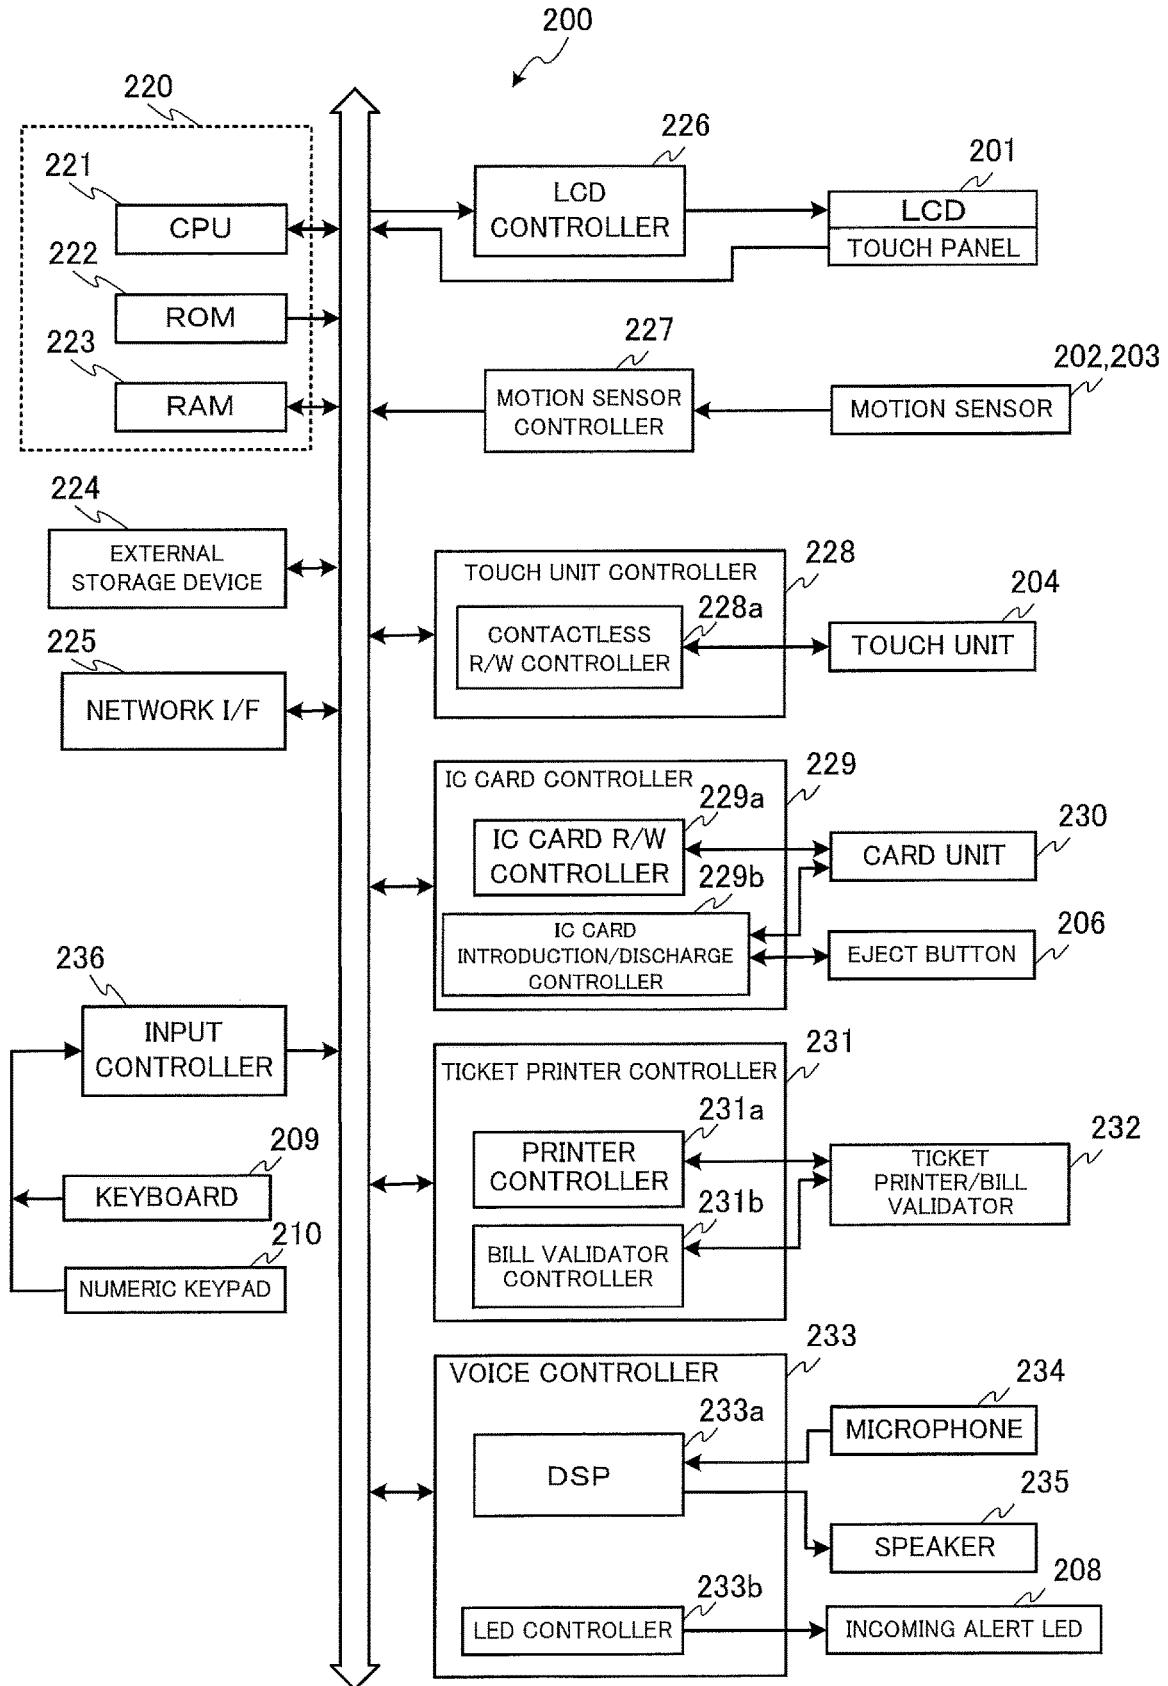 200
220
221
CPU
222
ROM
223
RAM
224
EXTERNAL
STORAGE DEVICE
225
NETWORK I/F
236
INPUT
CONTROLLER
209
KEYBOARD
210
NUMERIC KEYPAD
226
LCD
CONTROLLER
201
LCD
TOUCH PANEL
227
MOTION SENSOR
CONTROLLER
202,203
MOTION SENSOR
228
TOUCH UNIT CONTROLLER
228a
CONTACTLESS
R/W CONTROLLER
204
TOUCH UNIT
229
IC CARD CONTROLLER
229a
IC CARD R/W
CONTROLLER
229b
IC CARD
INTRODUCTION/DISCHARGE
CONTROLLER
230
CARD UNIT
206
EJECT BUTTON
231
TICKET PRINTER CONTROLLER
231a
PRINTER
CONTROLLER
231b
BILL VALIDATOR
CONTROLLER
232
TICKET
PRINTER/BILL
VALIDATOR
233
VOICE CONTROLLER
233a
DSP
234
MICROPHONE
235
SPEAKER
233b
LED CONTROLLER
208
INCOMING ALERT LED